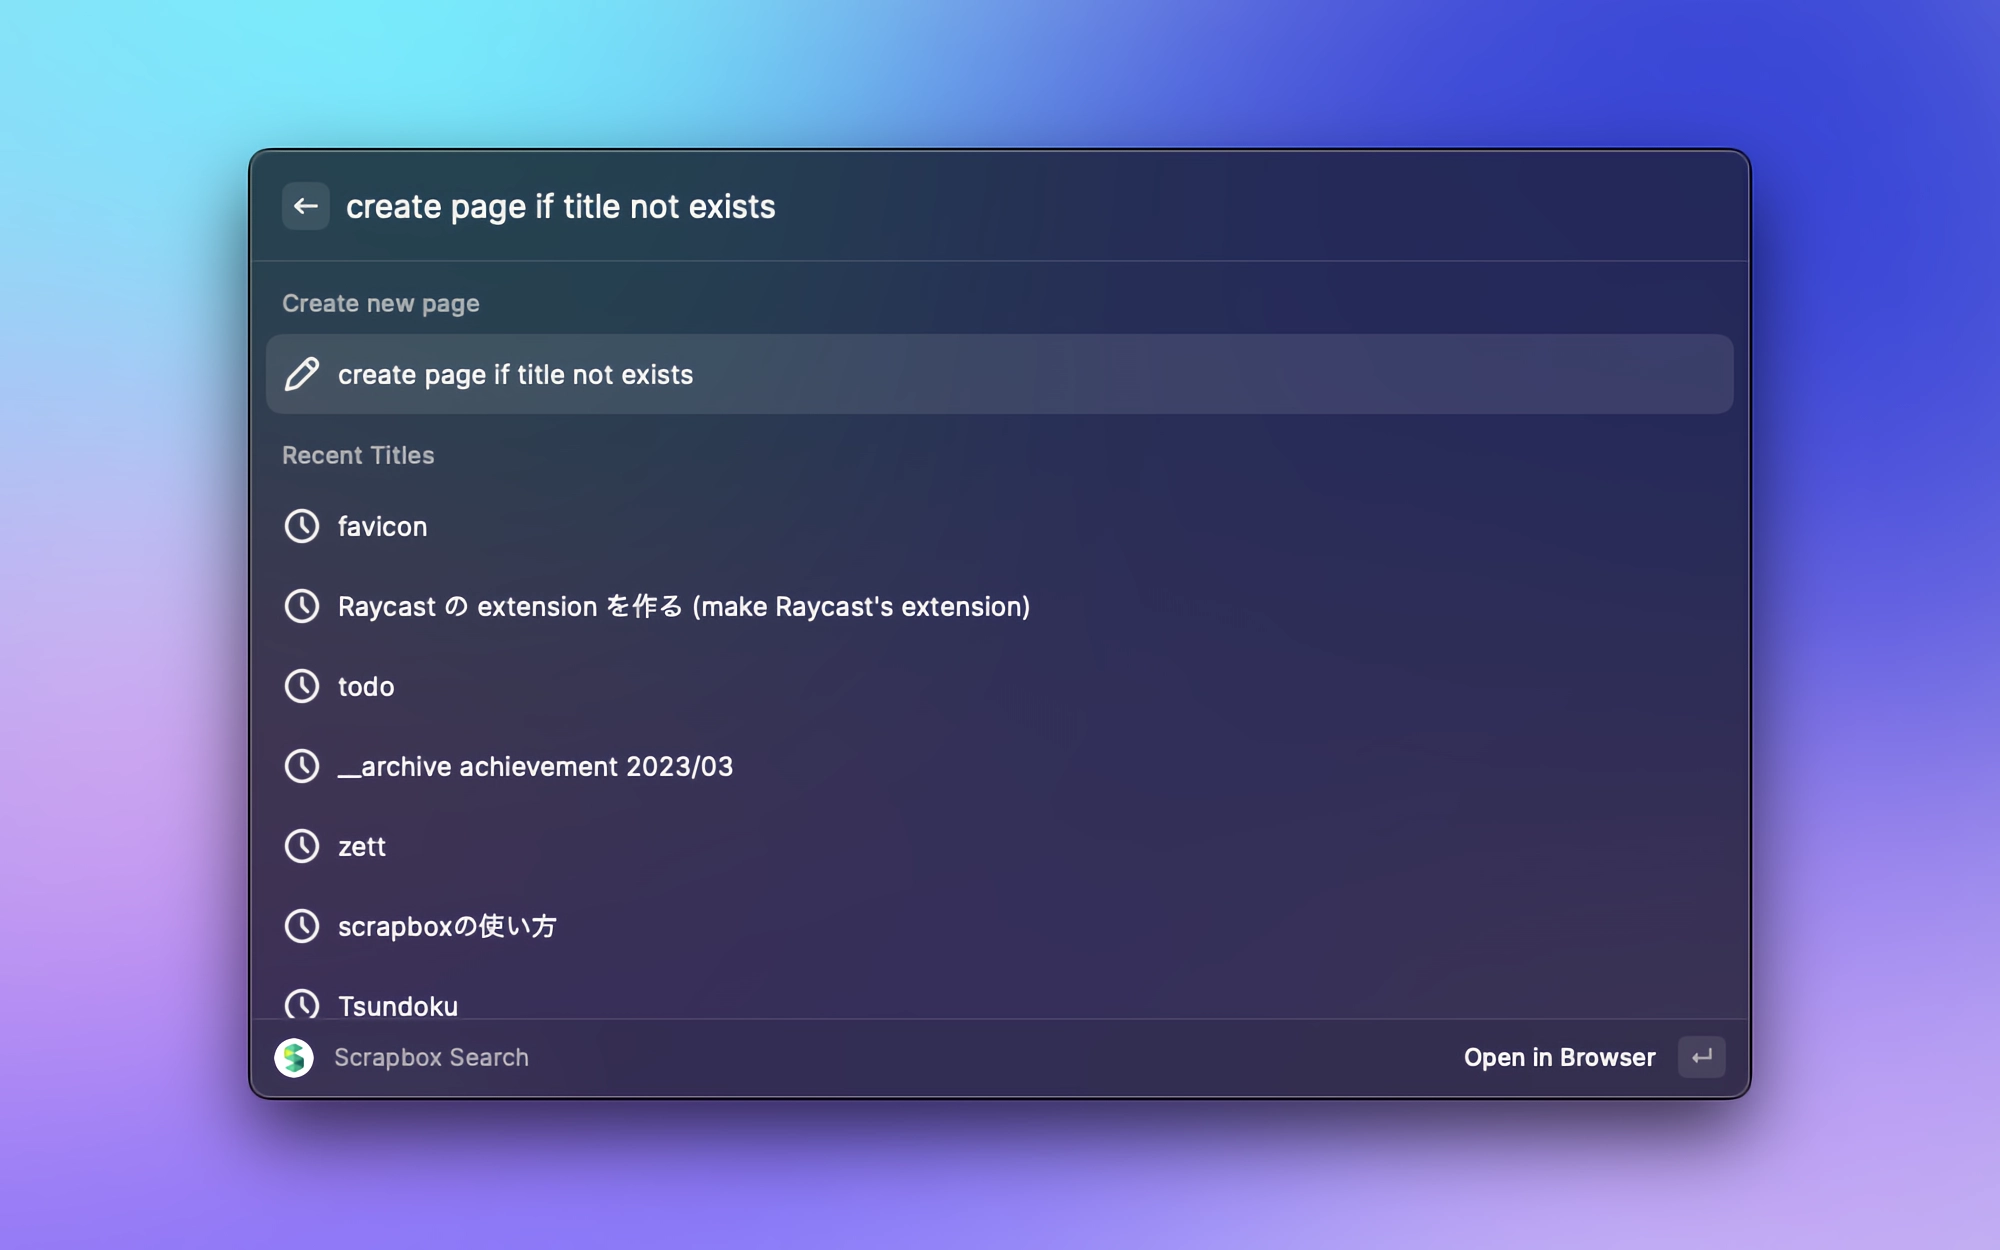 create page if title not exists
Create new page
create page if title not exists
Recent Titles
favicon
Raycast の extension を作る (make Raycast's extension)
todo
__archive achievement 2023/03
zett
scrapboxの使い方
Tsundoku
Scrapbox Search
Open in Browser